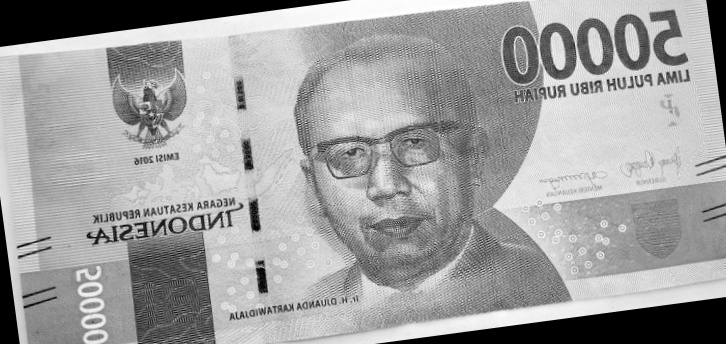 50000
LIMA PULUH RIBU RUPIAH
EMISI 2016
NEGARA KESATUAN REPUBLIK
INDONESIA
GUBERNUR
MENTERI KEUANGAN
50000
Ir. H. DJUANDA KARTAWIDJAJA